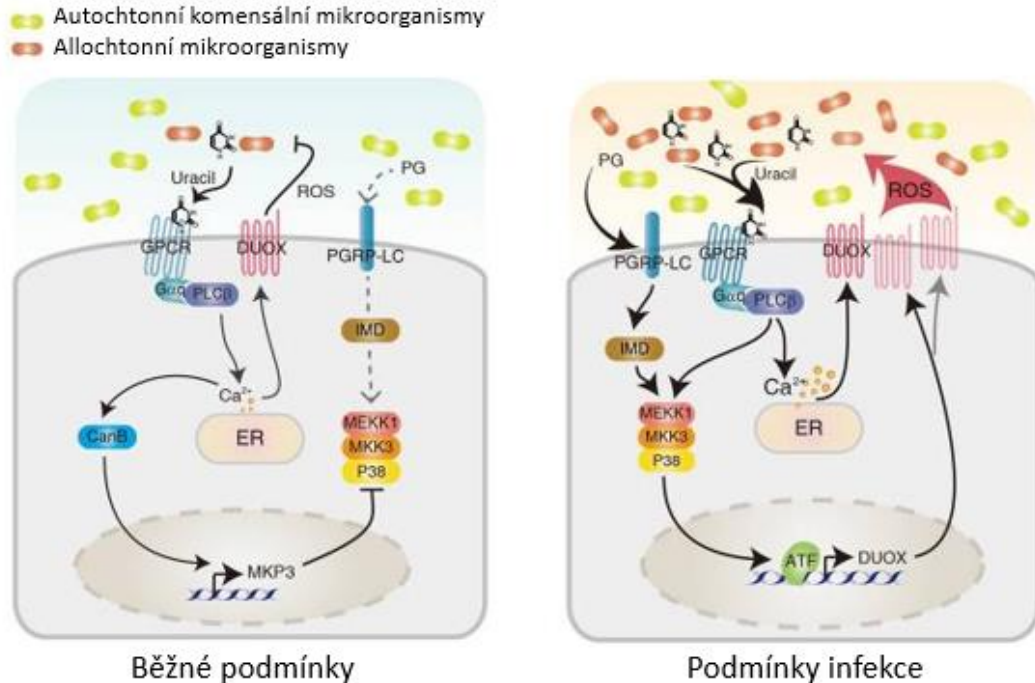 Autochtonní komensální mikroorganismy
Allochtonní mikroorganismy
Uracil
ROS
PG
GPCR
DUOX
PGRP-LC
Gαq
PLCβ
IMD
Ca2+
CanB
ER
MEKK1
MKK3
P38
MKP3
Běžné podmínky
PG
Uracil
ROS
PGRP-LC
GPCR
DUOX
Gαq
PLCβ
IMD
Ca2+
MEKK1
MKK3
ER
P38
ATF
DUOX
Podmínky infekce